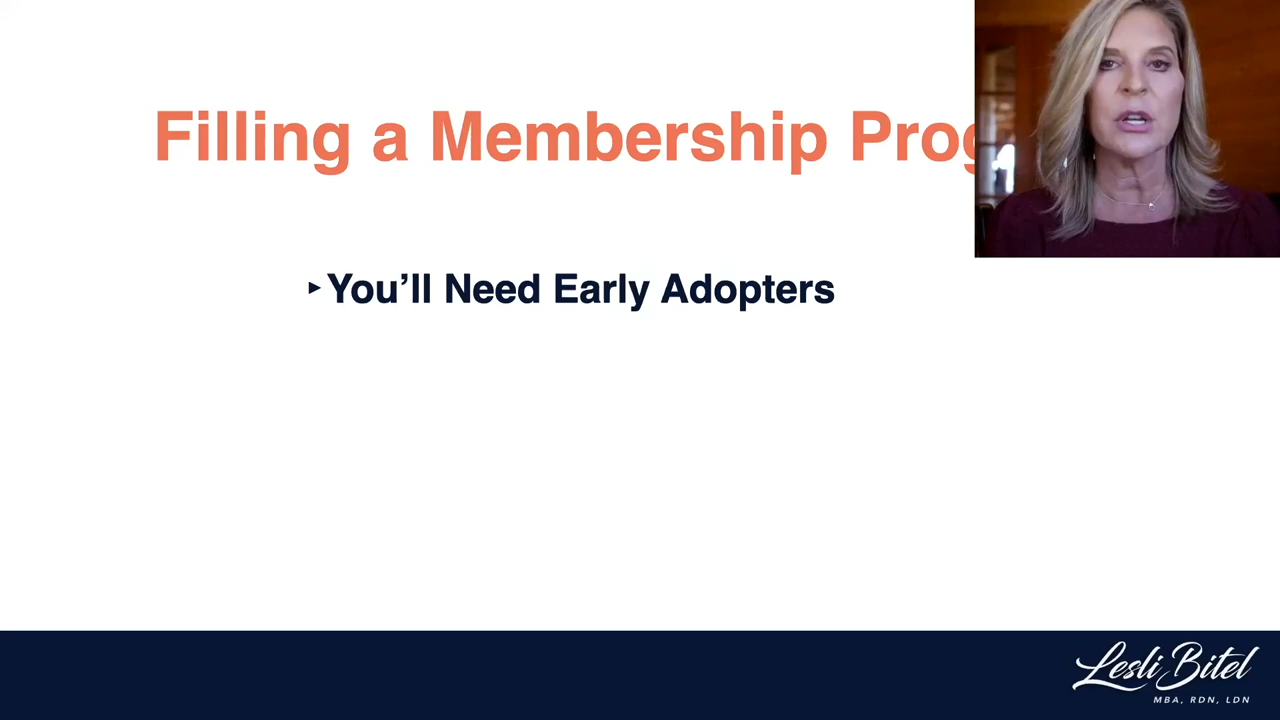 Filling a Membership Prog
▸You’ll Need Early Adopters
Lesli Bitel
MBA, RDN, LDN